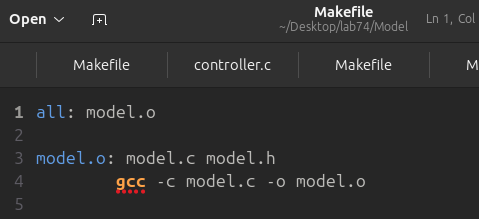 Open
Makefile
~/Desktop/lab74/Model
Ln 1, Col
Makefile
controller.c
Makefile
M
1 all: model.o
2
3 model.o: model.c model.h
4 gcc -c model.c -o model.o
5